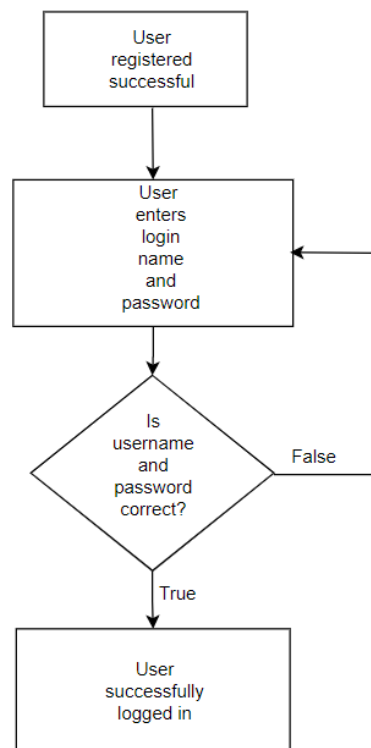 User
registered
successful
User
enters
login
name
and
password
Is
username
and
password
correct?
False
True
User
successfully
logged in